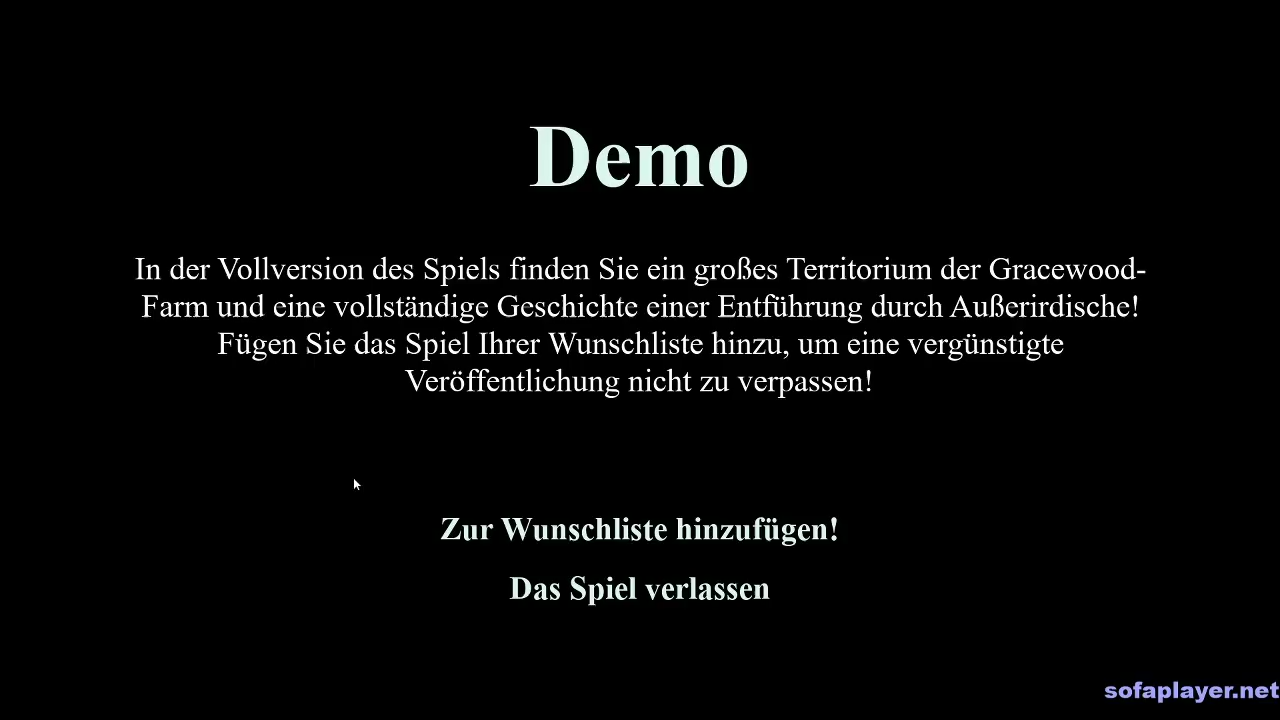 Demo
In der Vollversion des Spiels finden Sie ein großes Territorium der Gracewood-
Farm und eine vollständige Geschichte einer Entführung durch Außerirdische!
Fügen Sie das Spiel Ihrer Wunschliste hinzu, um eine vergünstigte
Veröffentlichung nicht zu verpassen!
Zur Wunschliste hinzufügen!
Das Spiel verlassen
sofaplayer.net